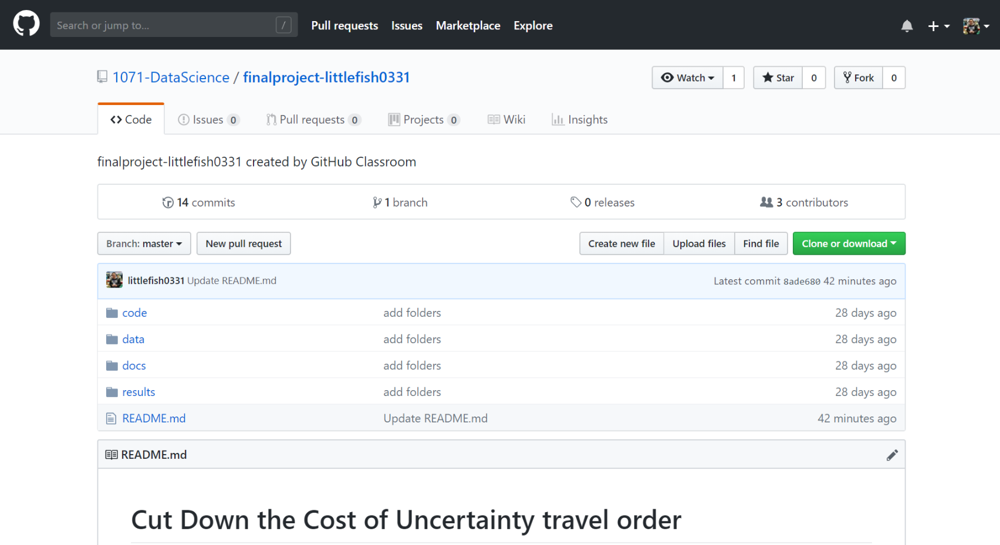 Search or jump to... / Pull requests Issues Marketplace Explore
1071-DataScience / finalproject-littlefish0331 Watch 1 Star 0 Fork 0
Code Issues 0 Pull requests 0 Projects 0 Wiki Insights
finalproject-littlefish0331 created by GitHub Classroom
14 commits 1 branch 0 releases 3 contributors
Branch: master New pull request Create new file Upload files Find file Clone or download
littlefish0331 Update README.md Latest commit 8ade680 42 minutes ago
code add folders 28 days ago
data add folders 28 days ago
docs add folders 28 days ago
results add folders 28 days ago
README.md Update README.md 42 minutes ago
README.md
Cut Down the Cost of Uncertainty travel order